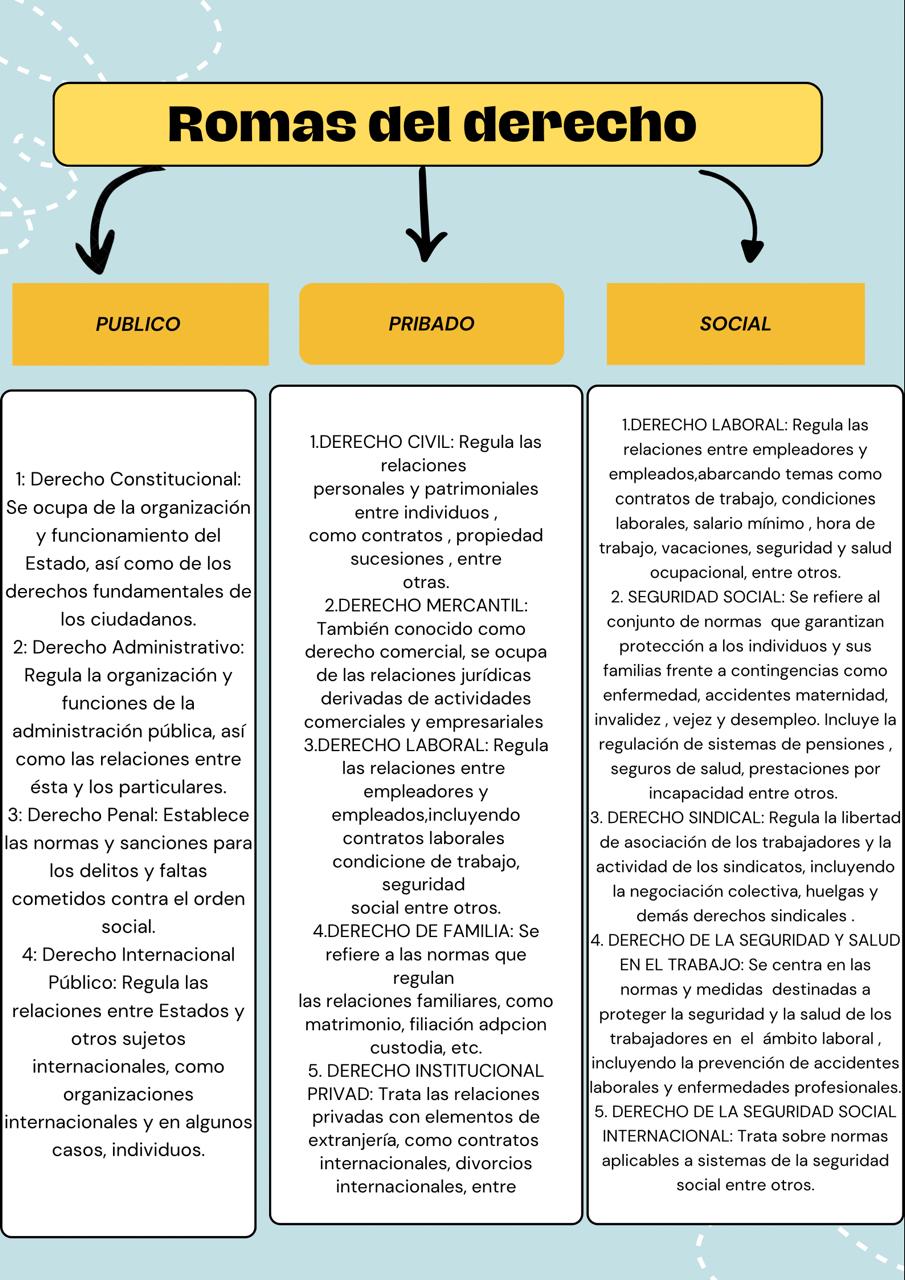 Romas del derecho
PUBLICO
PRIBADO
SOCIAL
1: Derecho Constitucional:
Se ocupa de la organización
y funcionamiento del
Estado, así como de los
derechos fundamentales de
los ciudadanos.
2: Derecho Administrativo:
Regula la organización y
funciones de la
administración pública, así
como las relaciones entre
ésta y los particulares.
3: Derecho Penal: Establece
las normas y sanciones para
los delitos y faltas
cometidos contra el orden
social.
4: Derecho Internacional
Público: Regula las
relaciones entre Estados y
otros sujetos
internacionales, como
organizaciones
internacionales y en algunos
casos, individuos.
1.DERECHO CIVIL: Regula las
relaciones
personales y patrimoniales
entre individuos ,
como contratos , propiedad
sucesiones , entre
otras.
2.DERECHO MERCANTIL:
También conocido como
derecho comercial, se ocupa
de las relaciones jurídicas
derivadas de actividades
comerciales y empresariales
3.DERECHO LABORAL: Regula
las relaciones entre
empleadores y
empleados,incluyendo
contratos laborales
condicione de trabajo,
seguridad
social entre otros.
4.DERECHO DE FAMILIA: Se
refiere a las normas que
regulan
las relaciones familiares, como
matrimonio, filiación adpcion
custodia, etc.
5. DERECHO INSTITUCIONAL
PRIVAD: Trata las relaciones
privadas con elementos de
extranjería, como contratos
internacionales, divorcios
internacionales, entre
1.DERECHO LABORAL: Regula las
relaciones entre empleadores y
empleados,abarcando temas como
contratos de trabajo, condiciones
laborales, salario mínimo , hora de
trabajo, vacaciones, seguridad y salud
ocupacional, entre otros.
2. SEGURIDAD SOCIAL: Se refiere al
conjunto de normas  que garantizan
protección a los individuos y sus
familias frente a contingencias como
enfermedad, accidentes maternidad,
invalidez , vejez y desempleo. Incluye la
regulación de sistemas de pensiones ,
seguros de salud, prestaciones por
incapacidad entre otros.
3. DERECHO SINDICAL: Regula la libertad
de asociación de los trabajadores y la
actividad de los sindicatos, incluyendo
la negociación colectiva, huelgas y
demás derechos sindicales .
4. DERECHO DE LA SEGURIDAD Y SALUD
EN EL TRABAJO: Se centra en las
normas y medidas  destinadas a
proteger la seguridad y la salud de los
trabajadores en  el  ámbito laboral ,
incluyendo la prevención de accidentes
laborales y enfermedades profesionales.
5. DERECHO DE LA SEGURIDAD SOCIAL
INTERNACIONAL: Trata sobre normas
aplicables a sistemas de la seguridad
social entre otros.